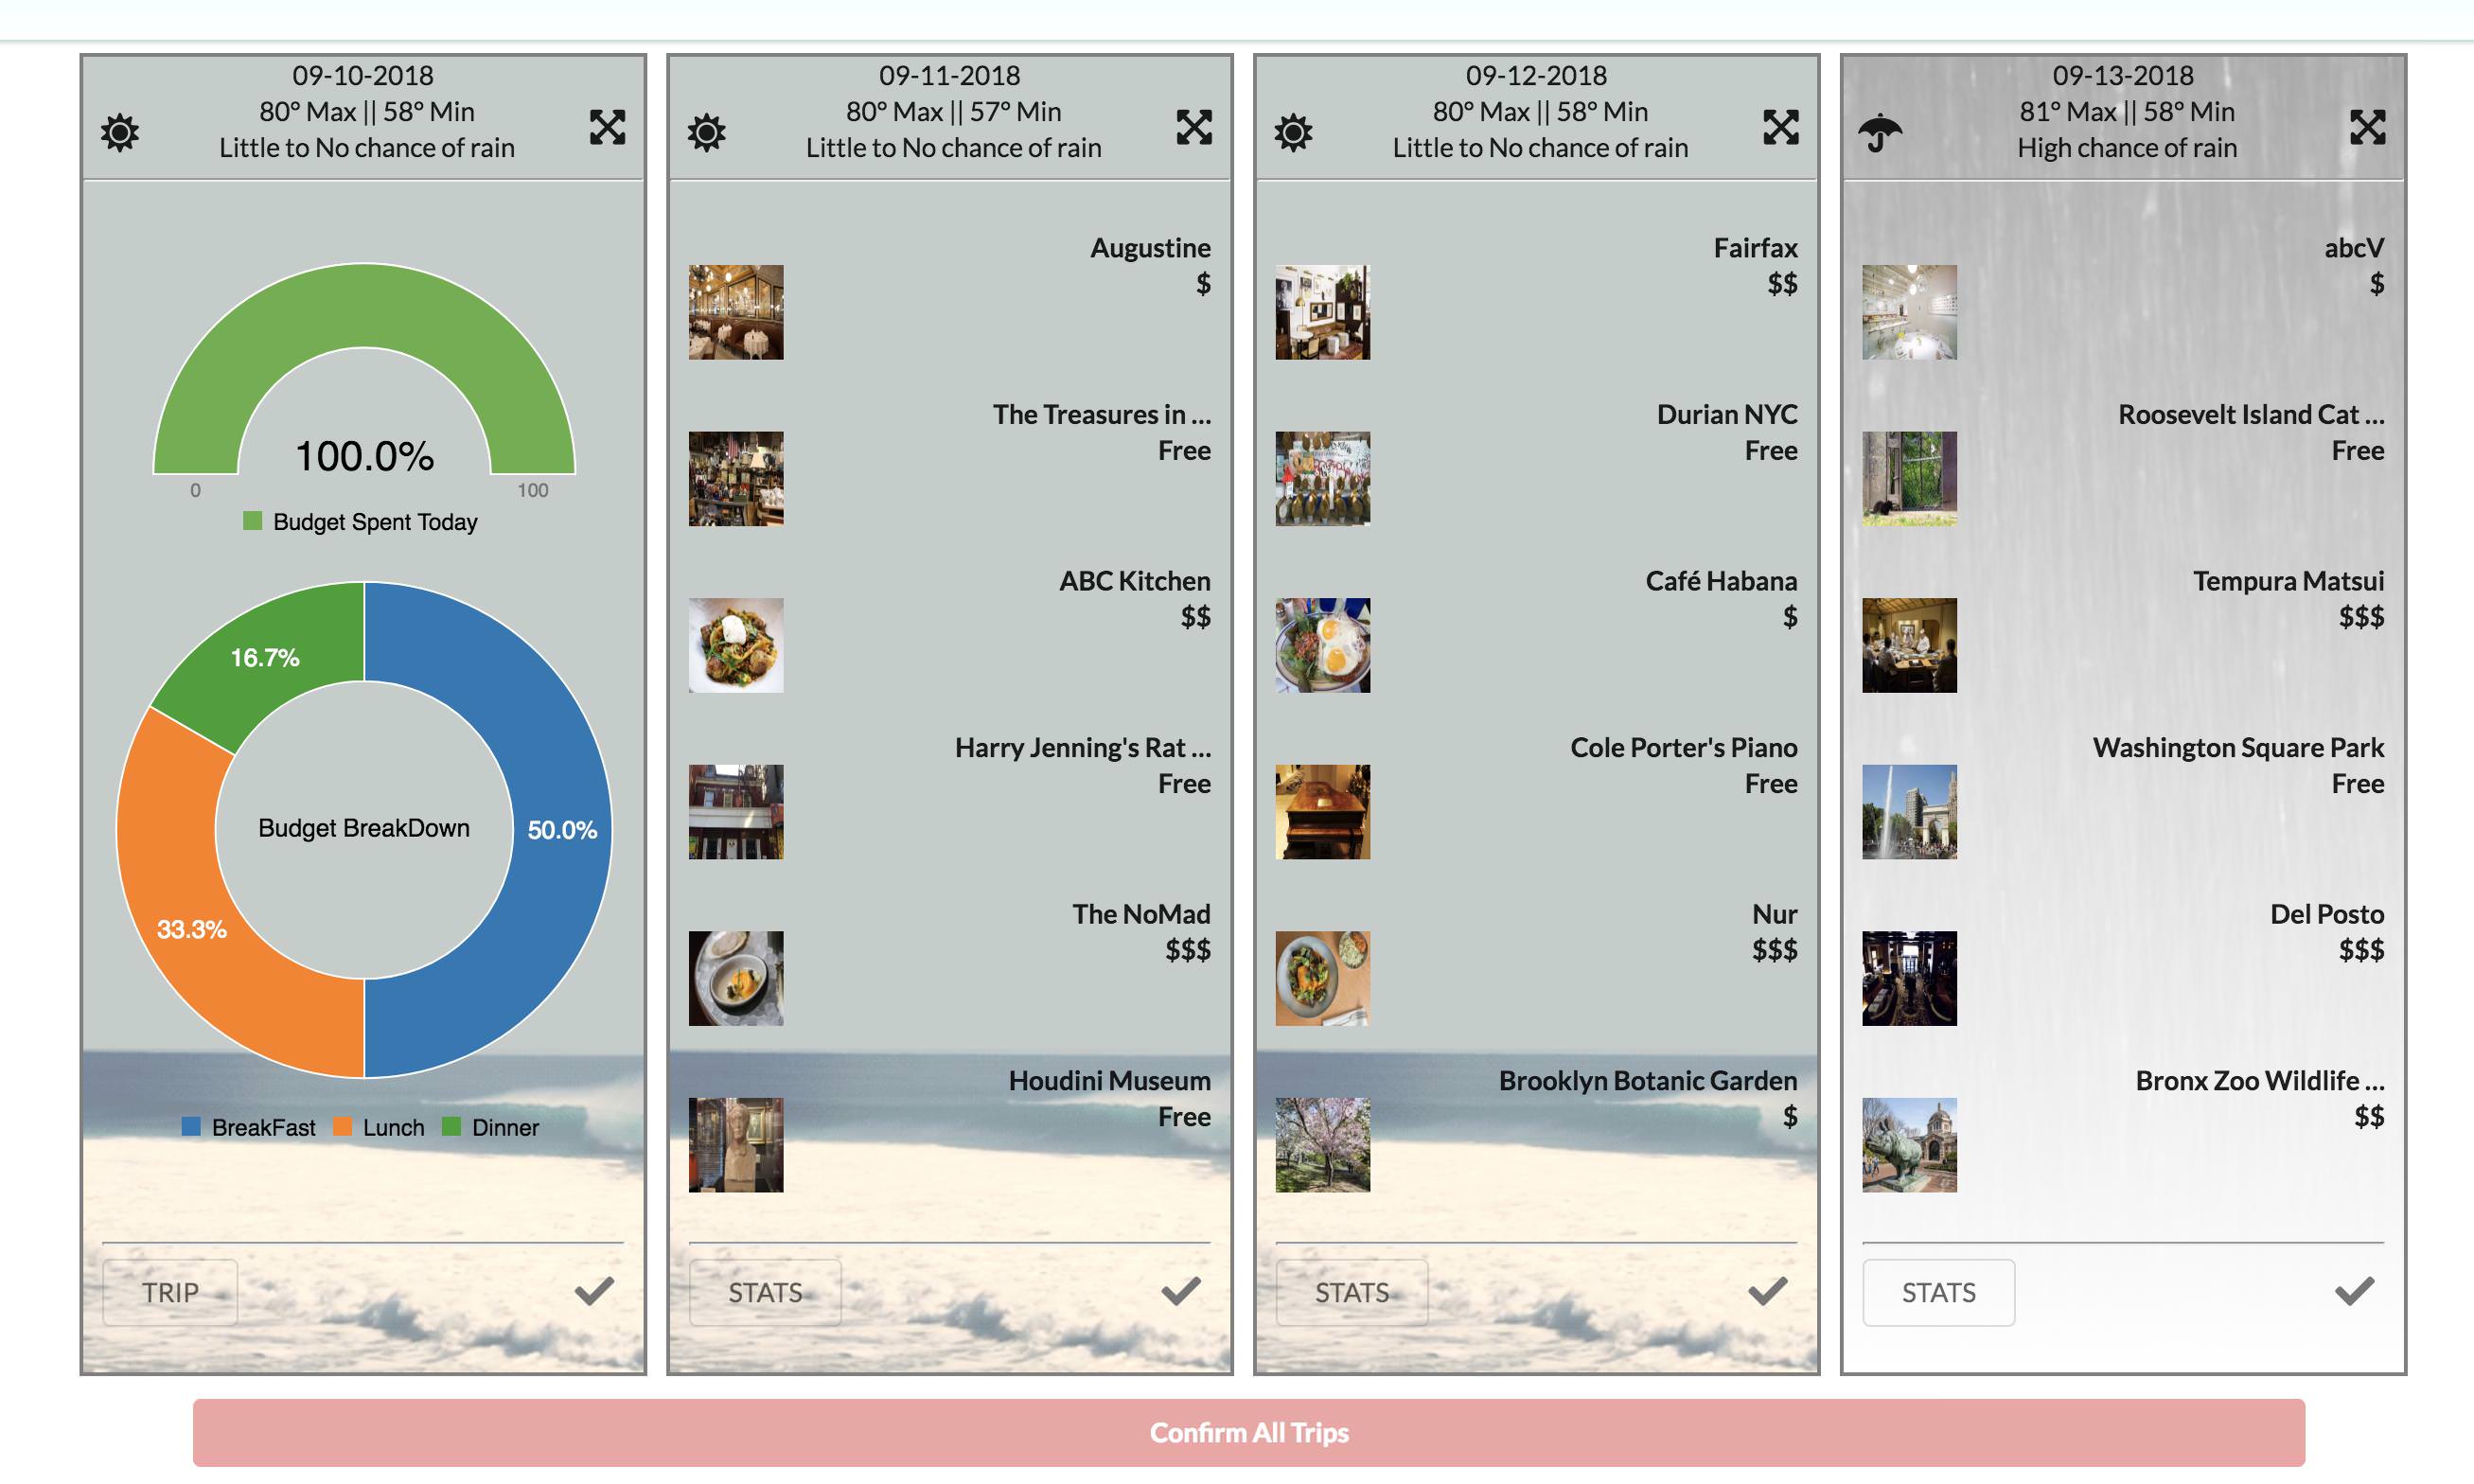 09-10-2018
80° Max || 58° Min
Little to No chance of rain
100.0%
0
100
Budget Spent Today
16.7%
50.0%
33.3%
Budget BreakDown
BreakFast
Lunch
Dinner
TRIP
09-11-2018
80° Max || 57° Min
Little to No chance of rain
Augustine
$
The Treasures in ...
Free
ABC Kitchen
$$
Harry Jenning's Rat ...
Free
The NoMad
$$$
Houdini Museum
Free
STATS
09-12-2018
80° Max || 58° Min
Little to No chance of rain
Fairfax
$$
Durian NYC
Free
Café Habana
$
Cole Porter's Piano
Free
Nur
$$$
Brooklyn Botanic Garden
$
STATS
09-13-2018
81° Max || 58° Min
High chance of rain
abcV
$
Roosevelt Island Cat ...
Free
Tempura Matsui
$$$
Washington Square Park
Free
Del Posto
$$$
Bronx Zoo Wildlife ...
$$
STATS
Confirm All Trips